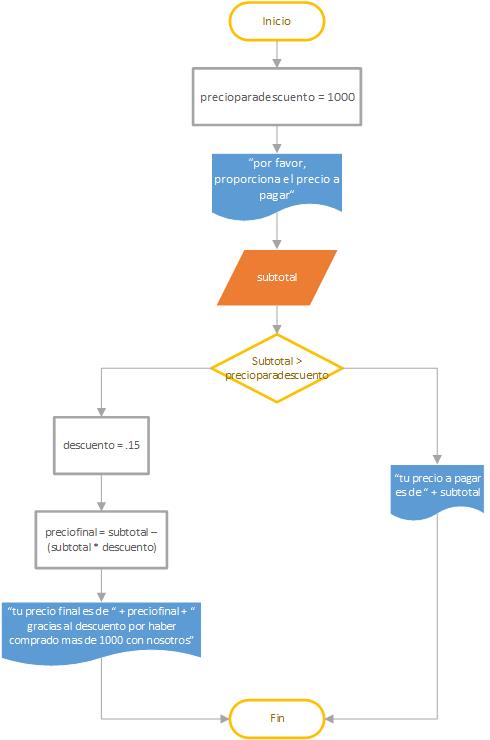 Inicio
precioparadescuento = 1000
“por favor,
proporciona el precio a
pagar“
subtotal
Subtotal >
precioparadescuento
descuento = .15
“tu precio a pagar
es de “ + subtotal
preciofinal = subtotal –
(subtotal * descuento)
“tu precio final es de “ + preciofinal + “
gracias al descuento por haber
comprado mas de 1000 con nosotros”
Fin